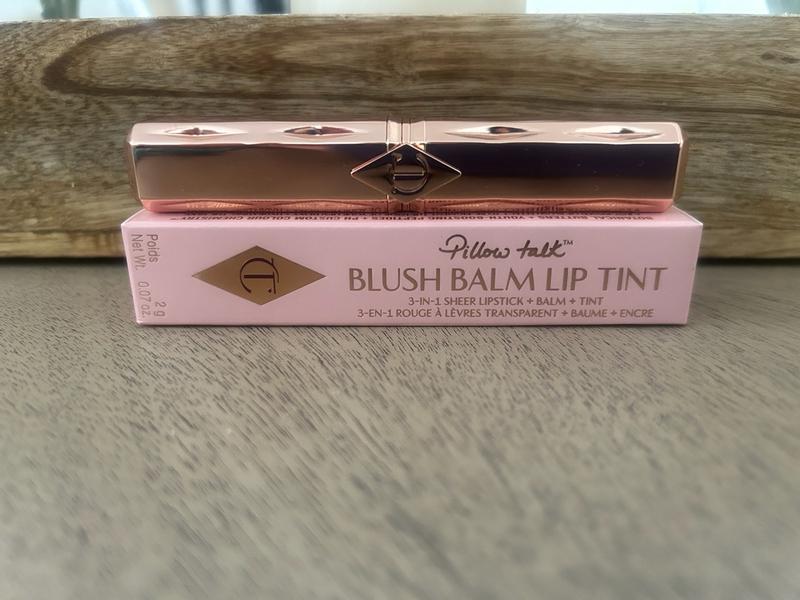 Pillow talk™
BLUSH BALM LIP TINT
3-IN-1 SHEER LIPSTICK + BALM + TINT
3-EN-1 ROUGE À LÈVRES TRANSPARENT + BAUME + ENCRE
Poids 2 g
Net Wt. 0.07 oz.
CT